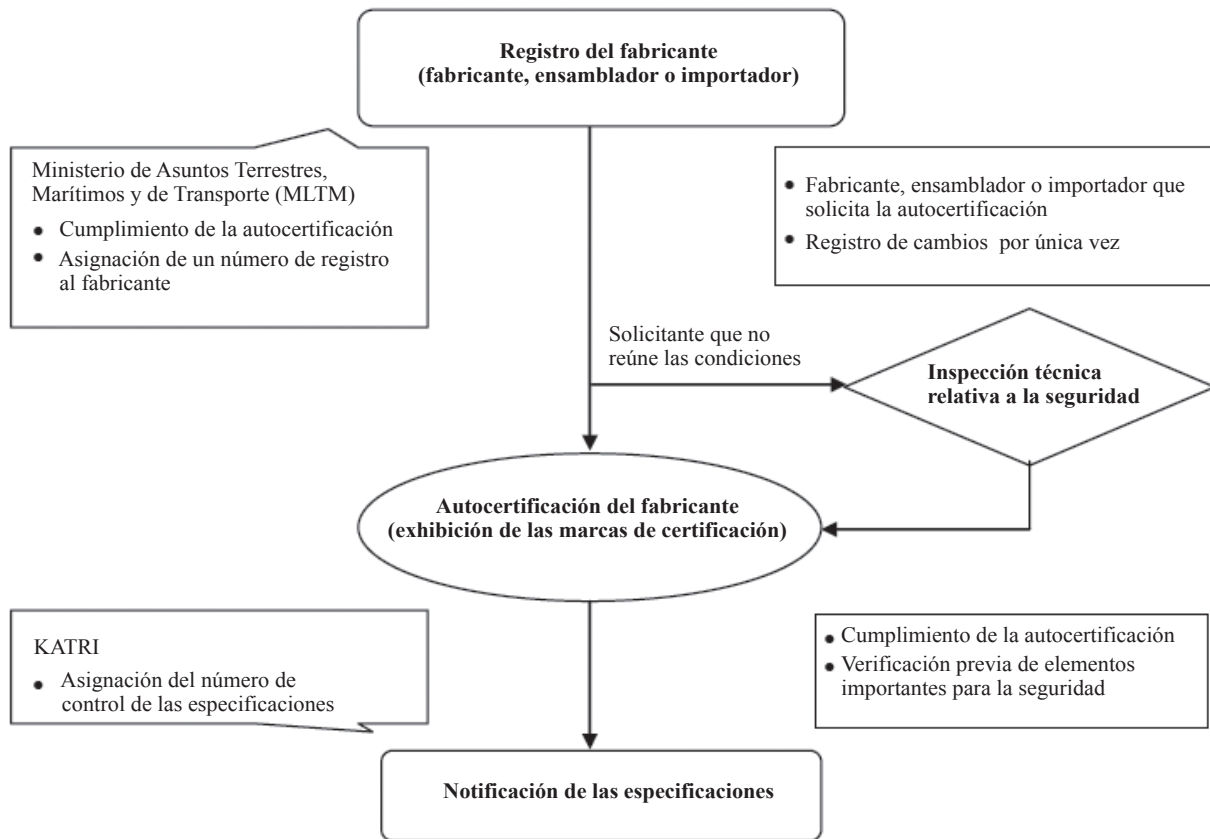 Registro del fabricante
(fabricante, ensamblador o importador)
Ministerio de Asuntos Terrestres,
Marítimos y de Transporte (MLTM)
● Cumplimiento de la autocertificación
● Asignación de un número de registro
al fabricante
● Fabricante, ensamblador o importador que
solicita la autocertificación
● Registro de cambios por única vez
Solicitante que no
reúne las condiciones
Inspección técnica
relativa a la seguridad
Autocertificación del fabricante
(exhibición de las marcas de certificación)
KATRI
● Asignación del número de
control de las especificaciones
● Cumplimiento de la autocertificación
● Verificación previa de elementos
importantes para la seguridad
Notificación de las especificaciones